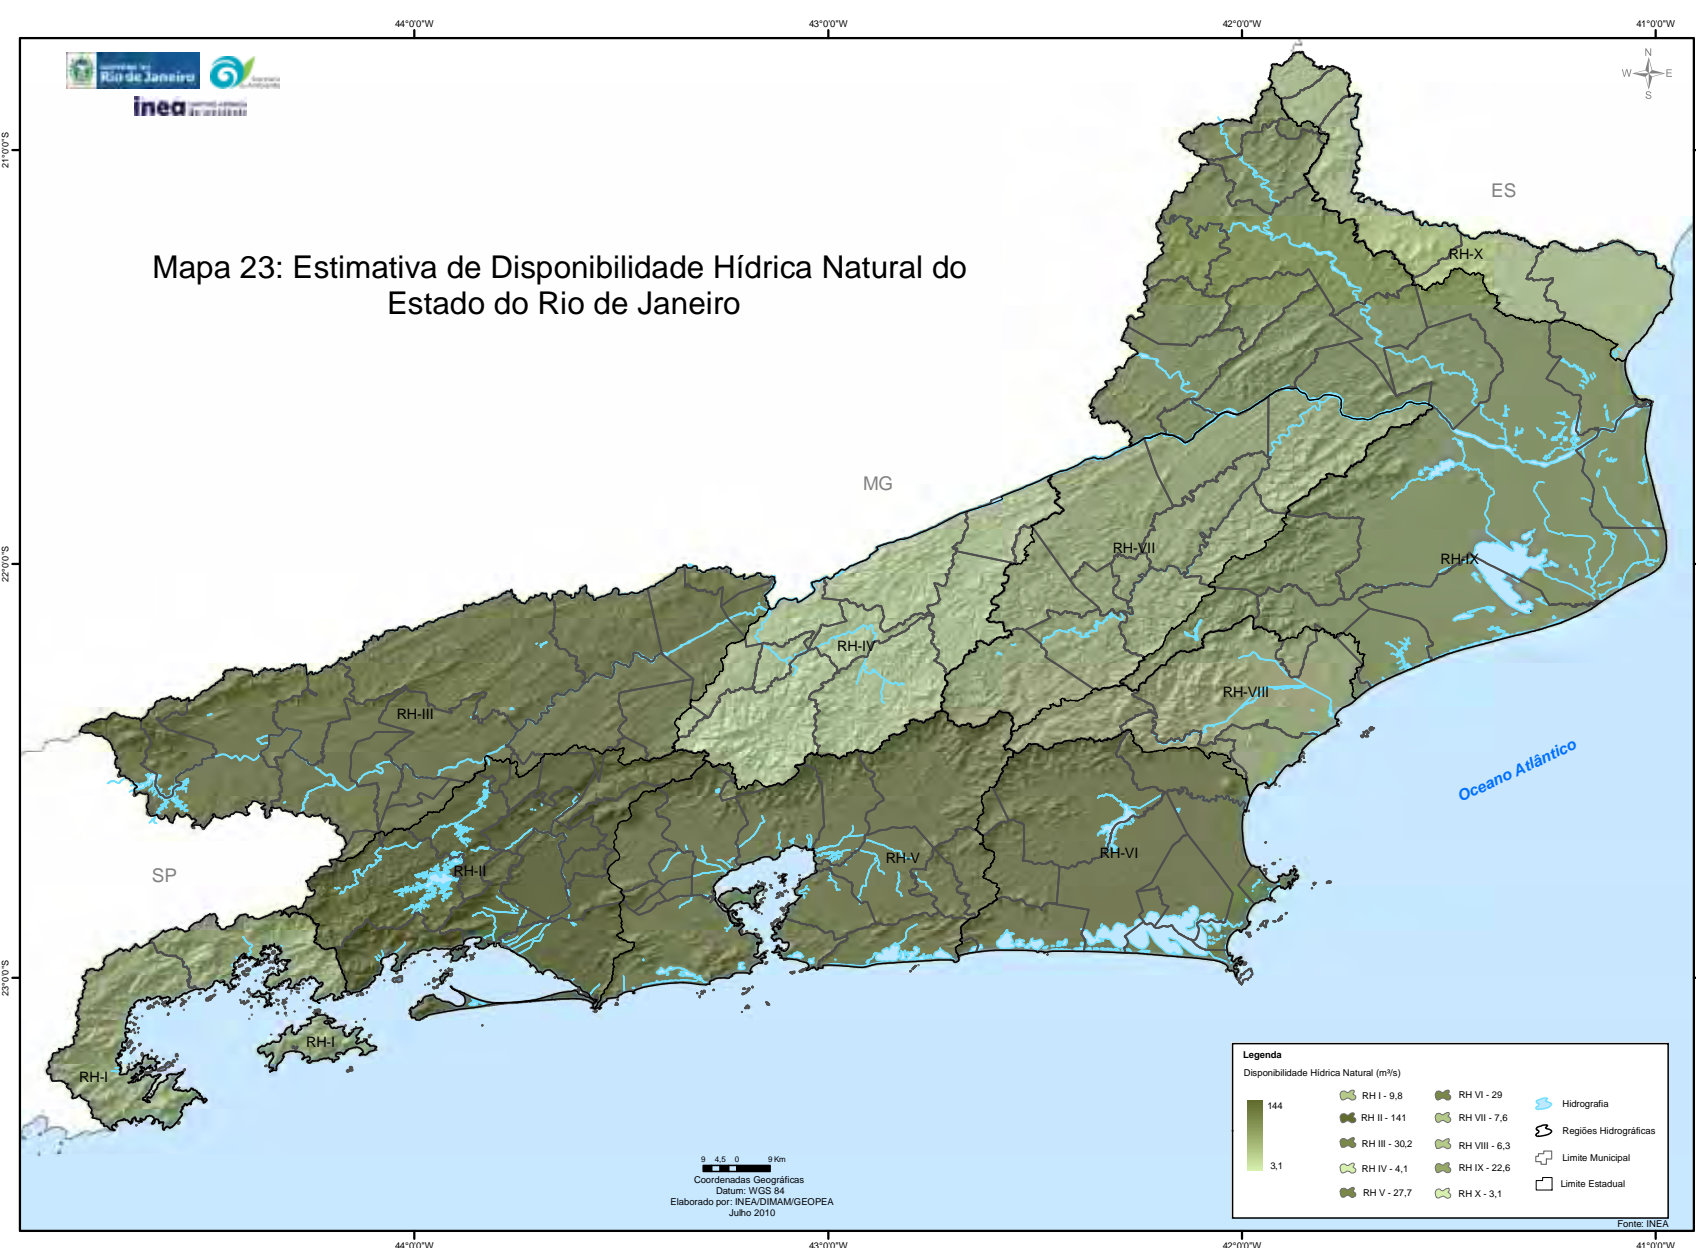 44°0'0"W 43°0'0"W 42°0'0"W 41°0'0"W
Rio de Janeiro
inea
N
W E
S
21°0'0"S
ES
Mapa 23: Estimativa de Disponibilidade Hídrica Natural do
Estado do Rio de Janeiro
RH-X
MG
RH-VII
RH-IX
22°0'0"S
RH-IV
RH-VIII
RH-III
Oceano Atlântico
RH-VI
RH-V
RH-II
SP
23°0'0"S
RH-I
RH-I
Legenda
Disponibilidade Hídrica Natural (m³/s)
144
3,1
RH I - 9,8
RH II - 141
RH III - 30,2
RH IV - 4,1
RH V - 27,7
RH VI - 29
RH VII - 7,6
RH VIII - 6,3
RH IX - 22,6
RH X - 3,1
Hidrografia
Regiões Hidrográficas
Limite Municipal
Limite Estadual
9 4,5 0 9 Km
Coordenadas Geográficas
Datum: WGS 84
Elaborado por: INEA/DIMAM/GEOPEA
Julho 2010
Fonte: INEA
44°0'0"W 43°0'0"W 42°0'0"W 41°0'0"W